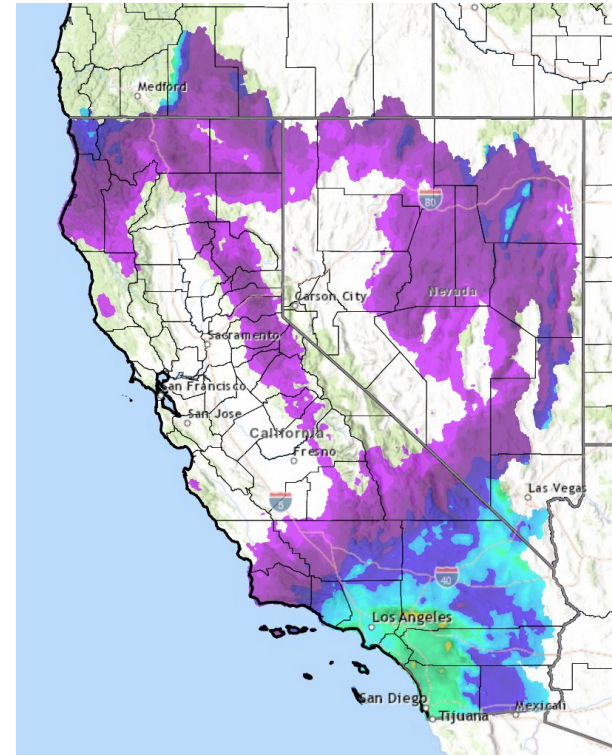 Medford
80
Nevada
Carson City
Sacramento
San Francisco
San Jose
California
Fresno
5
Las Vegas
40
Los Angeles
San Diego
Mexicali
Tijuana